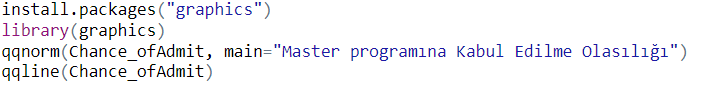 install.packages("graphics")
library(graphics)
qqnorm(Chance_ofAdmit, main="Master programına Kabul Edilme Olasılığı")
qqline(Chance_ofAdmit)